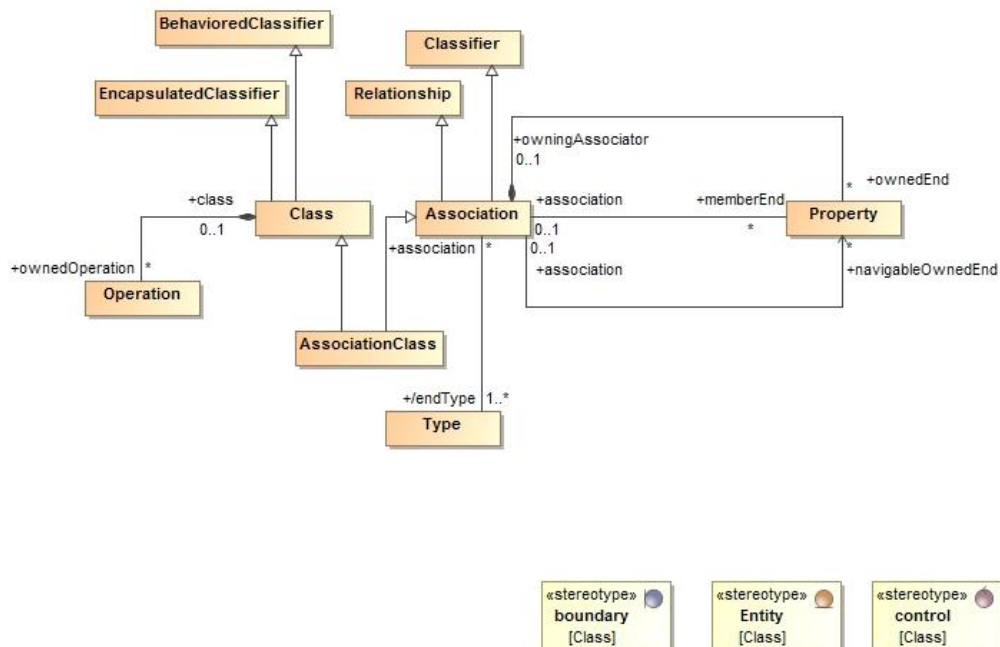 BehavioredClassifier
Classifier
EncapsulatedClassifier
Relationship
+owningAssociator
0..1
*
+ownedEnd
+class
0..1
Class
Association
+association
0..1
+memberEnd
*
Property
+association
*
0..1
+association
*
+navigableOwnedEnd
+ownedOperation
*
Operation
AssociationClass
+/endType
1..*
Type
«stereotype»
boundary
[Class]
«stereotype»
Entity
[Class]
«stereotype»
control
[Class]